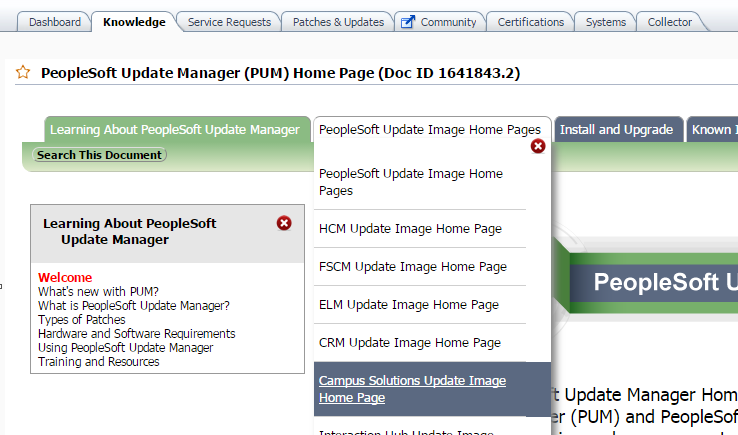 Dashboard Knowledge Service Requests Patches & Updates Community Certifications Systems Collector
PeopleSoft Update Manager (PUM) Home Page (Doc ID 1641843.2)
Learning About PeopleSoft Update Manager PeopleSoft Update Image Home Pages Install and Upgrade Known I
Search This Document
Learning About PeopleSoft
Update Manager
Welcome
What's new with PUM?
What is PeopleSoft Update Manager?
Types of Patches
Hardware and Software Requirements
Using PeopleSoft Update Manager
Training and Resources
PeopleSoft Update Image Home
Pages
HCM Update Image Home Page
FSCM Update Image Home Page
ELM Update Image Home Page
CRM Update Image Home Page
Campus Solutions Update Image
Home Page
Interaction Hub Update Image
PeopleSoft U
t Update Manager Hom
er (PUM) and PeopleSof